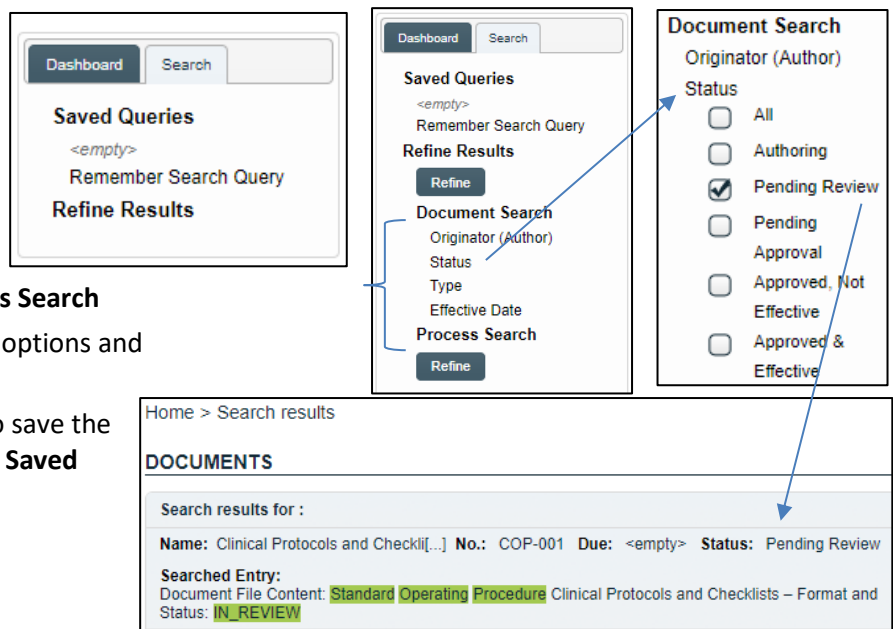 Dashboard Search
Saved Queries
<empty>
Remember Search Query
Refine Results
Dashboard Search
Saved Queries
<empty>
Remember Search Query
Refine Results
Refine
Document Search
Originator (Author)
Status
Type
Effective Date
Process Search
Refine
Document Search
Originator (Author)
Status
All
Authoring
Pending Review
Pending
Approval
Approved, Not
Effective
Approved &
Effective
s Search
options and
o save the
Saved
Home > Search results
DOCUMENTS
Search results for :
Name: Clinical Protocols and Checkli[...] No.: COP-001 Due: <empty> Status: Pending Review
Searched Entry:
Document File Content: Standard Operating Procedure Clinical Protocols and Checklists – Format and
Status: IN_REVIEW